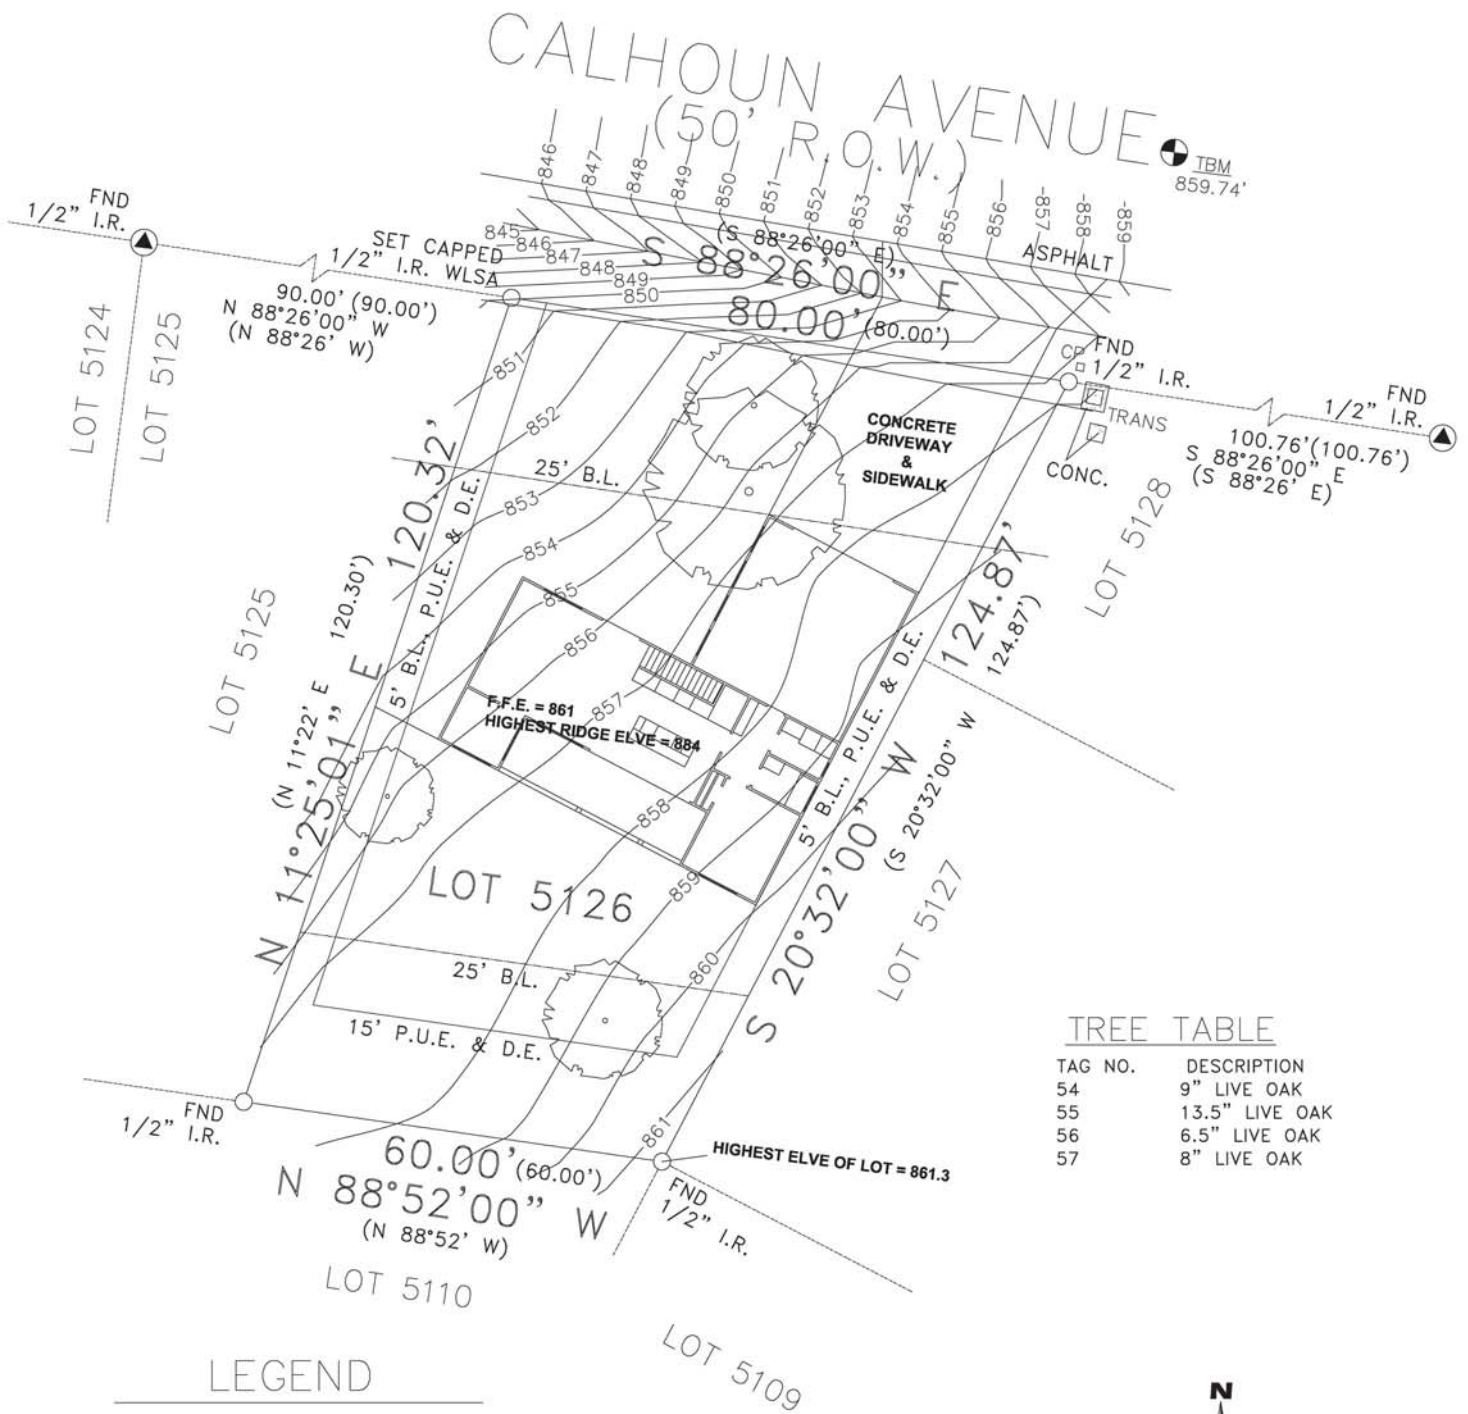 CALHOUN AVENUE
(50' R.O.W.)
TBM
859.74'
846
847
848
849
850
851
852
853
854
855
856
-857
-858
-859
ASPHALT
FND
1/2" I.R.
SET CAPPED
1/2" I.R. WLSA
845
846
847
848
849
850
(S 88°26'00" E)
S 88°26'00" E
80.00' (80.00')
90.00' (90.00')
N 88°26'00" W
(N 88°26' W)
LOT 5124
LOT 5125
CP
FND
1/2" I.R.
TRANS
CONC.
FND
1/2" I.R.
100.76'(100.76')
S 88°26'00" E
(S 88°26' E)
LOT 5128
CONCRETE
DRIVEWAY
&
SIDEWALK
851
852
853
854
855
856
857
858
859
860
861
25' B.L.
N 11°25'01" E 120.32'
(N 11°22' E 120.30')
5' B.L., P.U.E. & D.E.
LOT 5125
F.F.E. = 861
HIGHEST RIDGE ELVE = 884
5' B.L., P.U.E. & D.E.
S 20°32'00" W 124.87'
(S 20°32'00" W 124.87')
LOT 5127
LOT 5126
25' B.L.
15' P.U.E. & D.E.
FND
1/2" I.R.
60.00'(60.00')
N 88°52'00" W
(N 88°52' W)
HIGHEST ELVE OF LOT = 861.3
FND
1/2" I.R.
LOT 5110
LOT 5109
TREE TABLE
TAG NO. DESCRIPTION
54 9" LIVE OAK
55 13.5" LIVE OAK
56 6.5" LIVE OAK
57 8" LIVE OAK
LEGEND
N